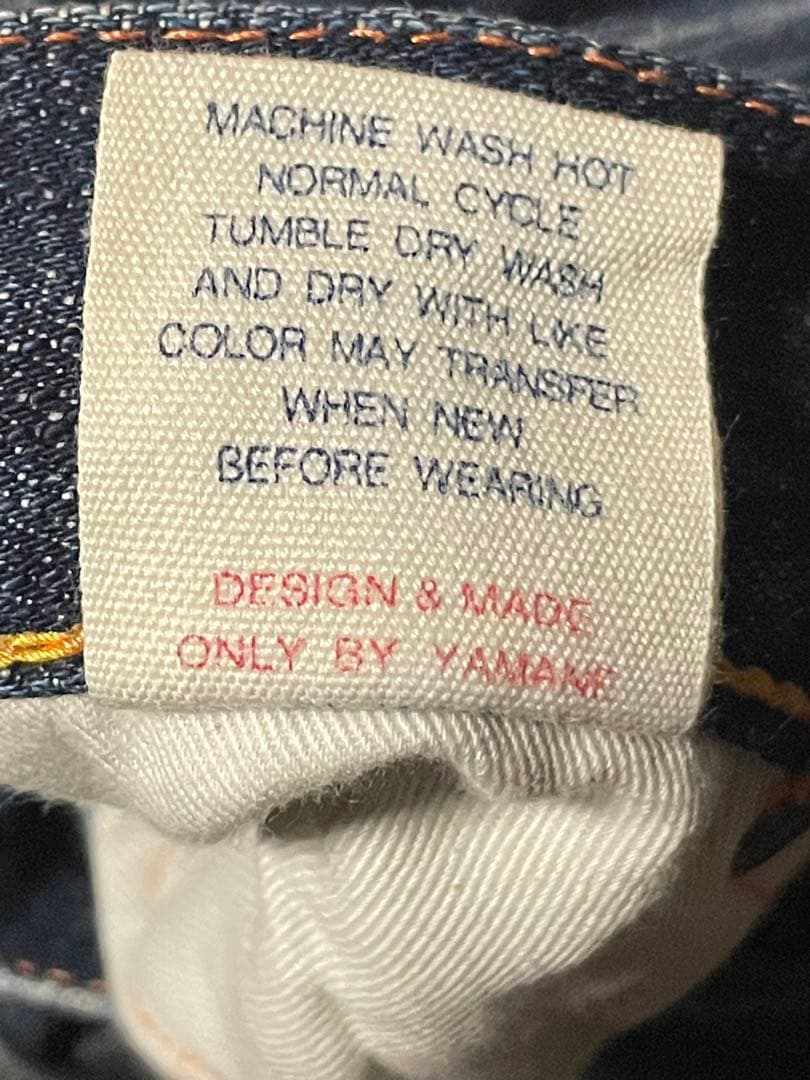 MACHINE WASH HOT
NORMAL CYCLE
TUMBLE DRY WASH
AND DRY WITH LIKE
COLOR MAY TRANSFER
WHEN NEW
BEFORE WEARING
DESIGN & MADE
ONLY BY YAMANE